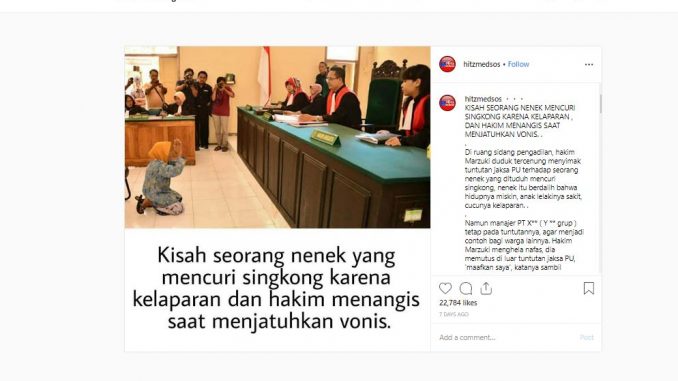 hitzmedsos • Follow
Kisah seorang nenek yang
mencuri singkong karena
kelaparan dan hakim menangis
saat menjatuhkan vonis.
hitzmedsos • • •
KISAH SEORANG NENEK MENCURI
SINGKONG KARENA KELAPARAN ,
DAN HAKIM MENANGIS SAAT
MENJATUHKAN VONIS. .
.
Di ruang sidang pengadilan, hakim
Marzuki duduk tercenung menyimak
tuntutan jaksa PU terhadap seorang
nenek yang dituduh mencuri
singkong, nenek itu berdalih bahwa
hidupnya miskin, anak lelakinya sakit,
cucunya kelaparan. .
.
Namun manajer PT X** ( Y ** grup )
tetap pada tuntutannya, agar menjadi
contoh bagi warga lainnya. Hakim
Marzuki menghela nafas, dia
memutus di luar tuntutan jaksa PU,
'maafkan saya', katanya sambil
22,784 likes
7 DAYS AGO
Add a comment...
Post